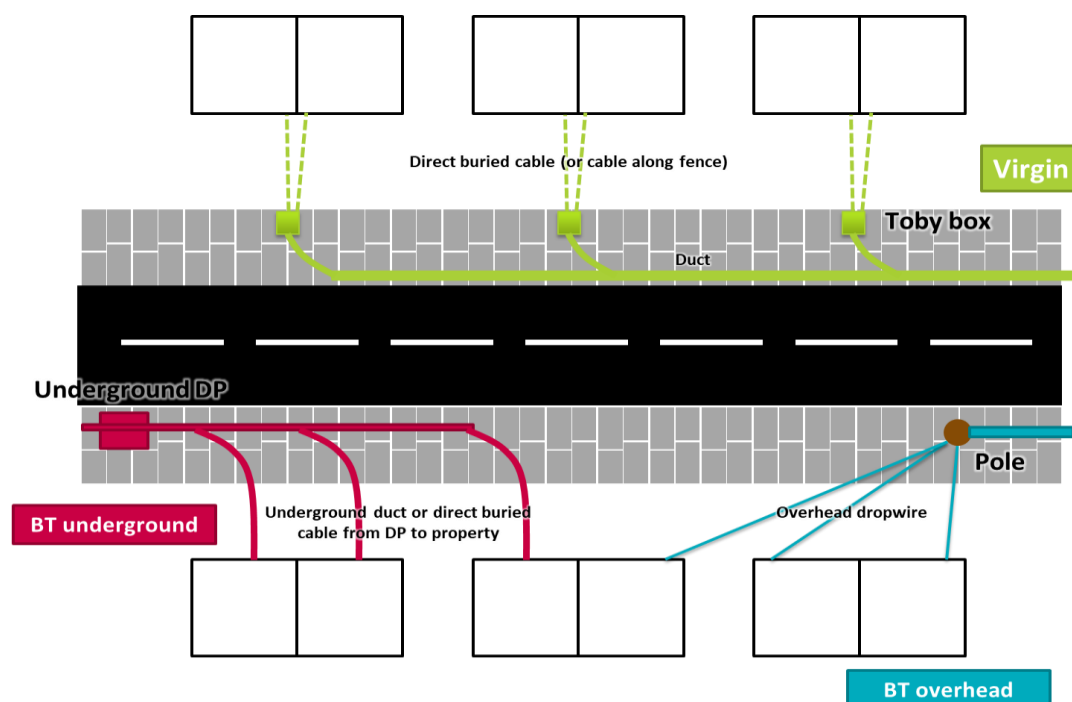 Direct buried cable (or cable along fence)
Virgin
Toby box
Duct
Underground DP
Pole
BT underground
Underground duct or direct buried
cable from DP to property
Overhead dropwire
BT overhead